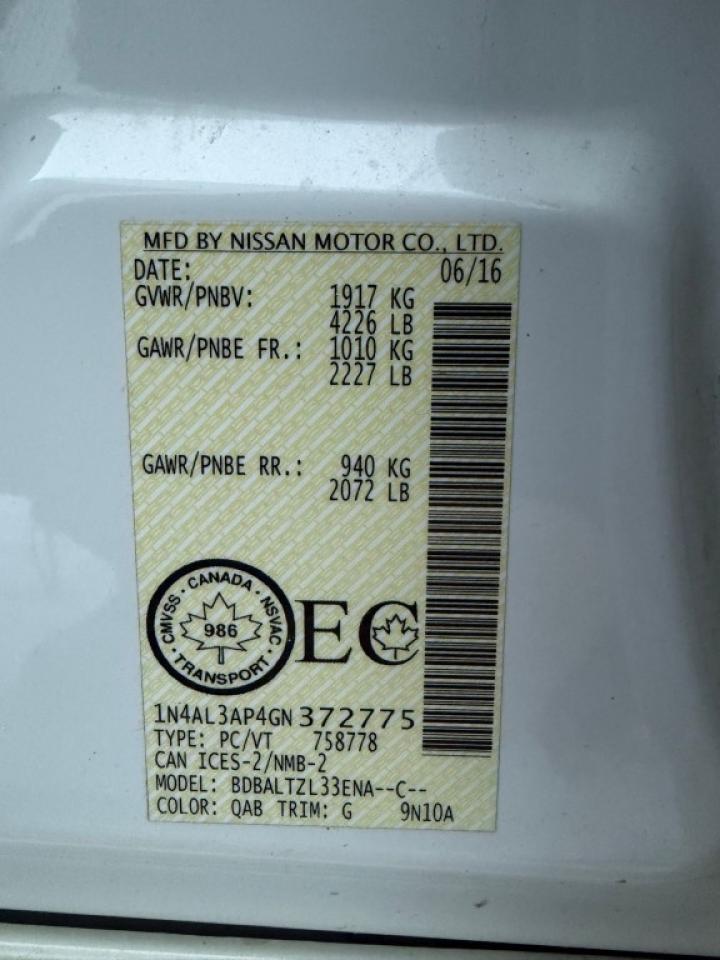 MFD BY NISSAN MOTOR CO., LTD.
DATE: 06/16
GVWR/PNBV: 1917 KG
4226 LB
GAWR/PNBE FR.: 1010 KG
2227 LB
GAWR/PNBE RR.: 940 KG
2072 LB
CMVSS · CANADA · NSVAC
986
· TRANSPORT ·
EC
1N4AL3AP4GN372775
TYPE: PC/VT 758778
CAN ICES-2/NMB-2
MODEL: BDBALTZL33ENA--C--
COLOR: QAB TRIM: G 9N10A